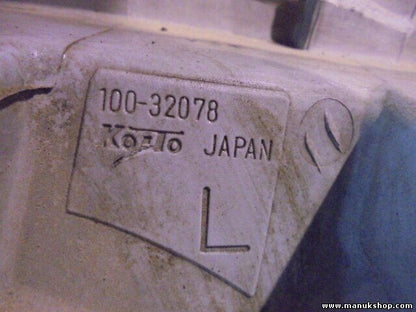 100-32078
KOITO JAPAN
L
www.manukshop.com